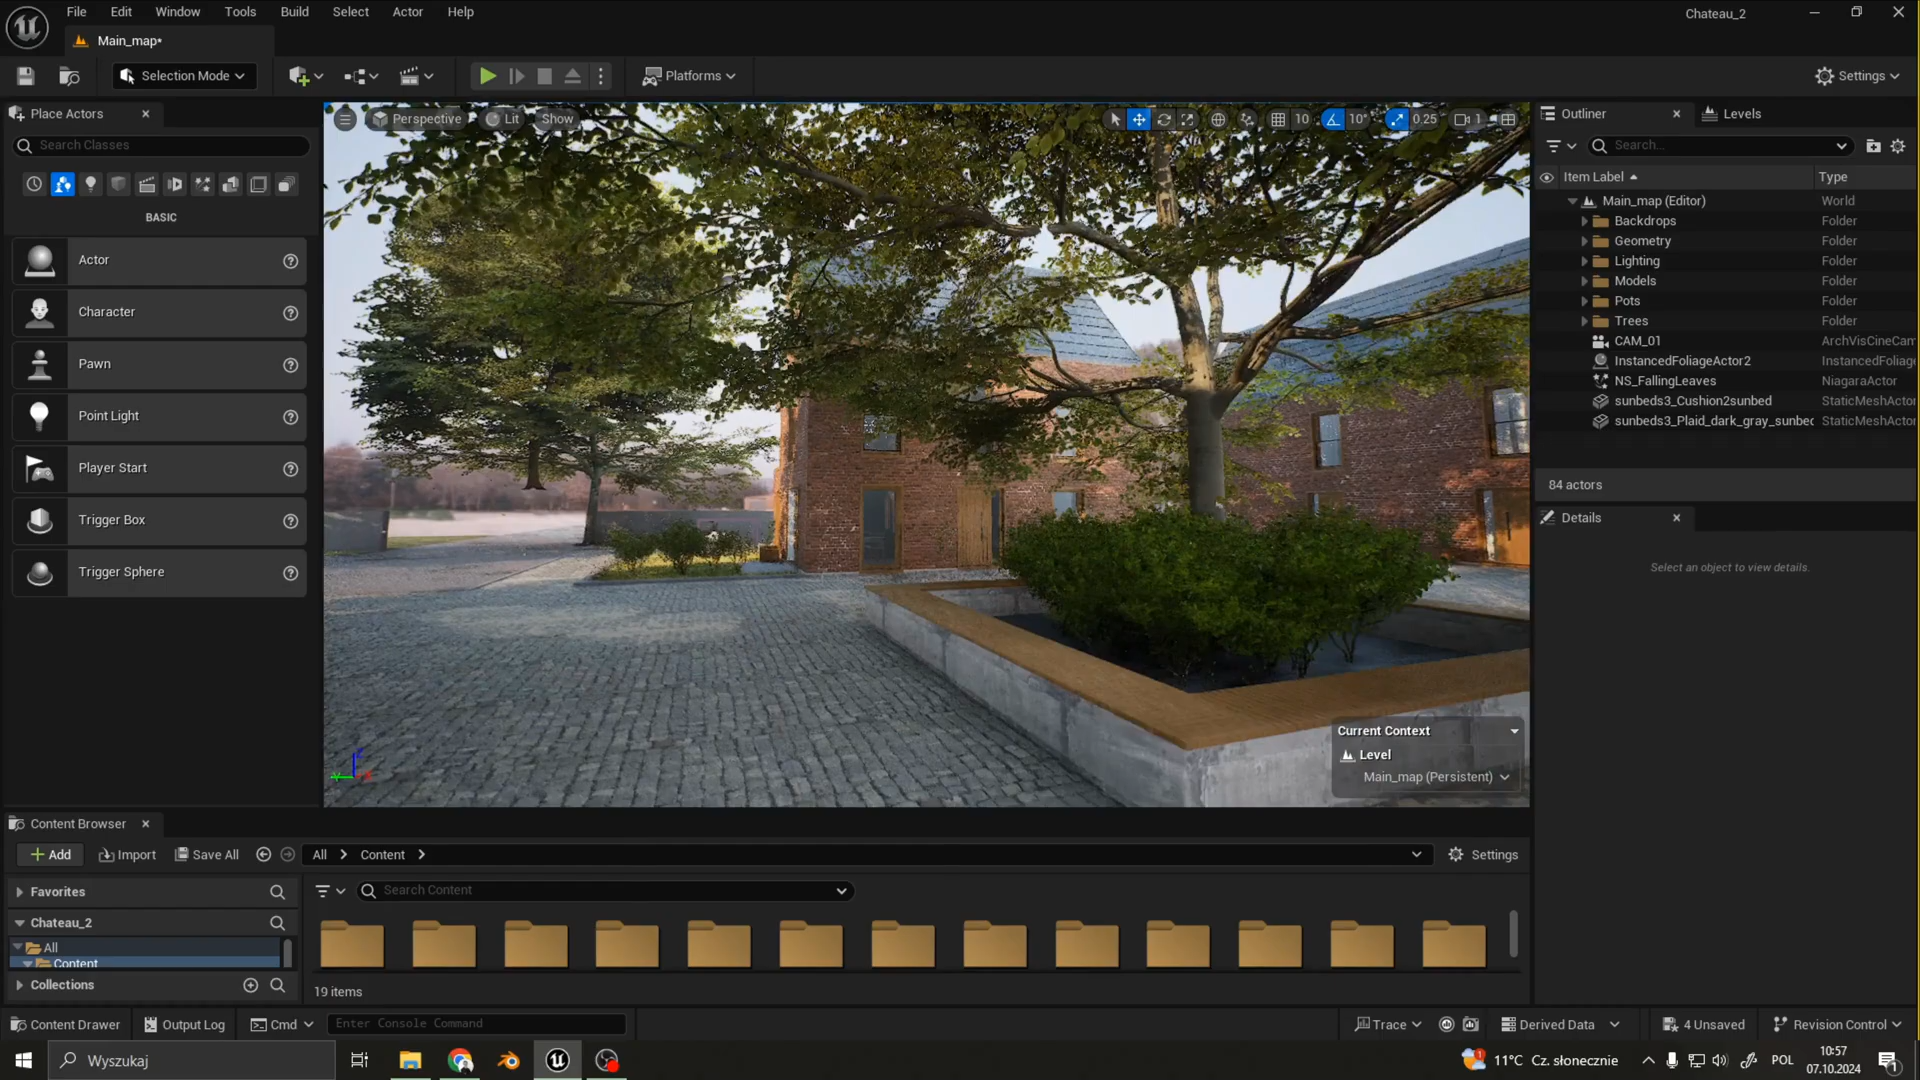 File Edit Window Tools Build Select Actor Help
Chateau_2
Main_map•
Selection Mode
Platforms
Settings
Place Actors
Search Classes
BASIC
Actor
Character
Pawn
Point Light
Player Start
Trigger Box
Trigger Sphere
Perspective Lit Show
10 10° 0.25 1
Current Context
Level
Main_map (Persistent)
Outliner Levels
Search...
Item Label Type
Main_map (Editor) World
Backdrops Folder
Geometry Folder
Lighting Folder
Models Folder
Pots Folder
Trees Folder
CAM_01 ArchVisCineCam
InstancedFoliageActor2 InstancedFoliage
NS_FallingLeaves NiagaraActor
sunbeds3_Cushion2sunbed StaticMeshActor
sunbeds3_Plaid_dark_gray_sunbed StaticMeshActor
84 actors
Details
Select an object to view details.
Content Browser
Add Import Save All All Content Settings
Favorites
Search Content
Chateau_2
All
Content
Collections
19 items
Content Drawer Output Log Cmd Enter Console Command Trace Derived Data 4 Unsaved Revision Control
Wyszukaj 1 11°C Cz. słonecznie POL 10:57
07.10.2024 1